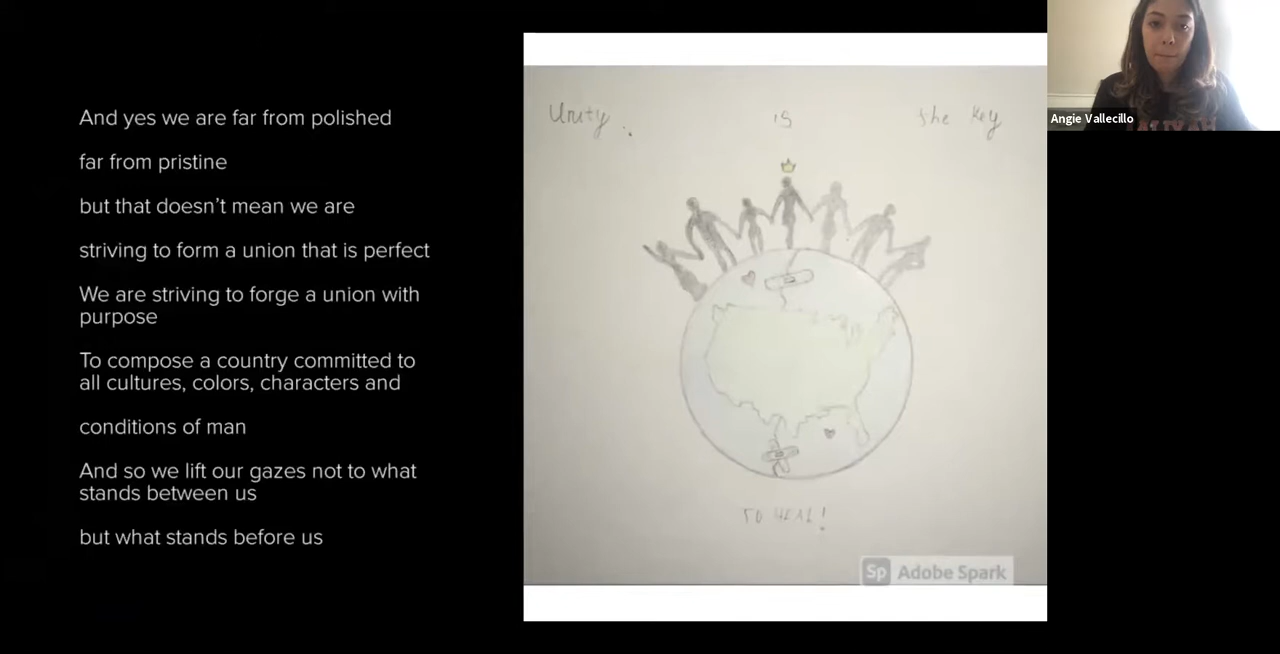 And yes we are far from polished
far from pristine
but that doesn’t mean we are
striving to form a union that is perfect
We are striving to forge a union with
purpose
To compose a country committed to
all cultures, colors, characters and
conditions of man
And so we lift our gazes not to what
stands between us
but what stands before us
Unity is the key
TO HEAL!
Sp Adobe Spark
Angie Vallecillo